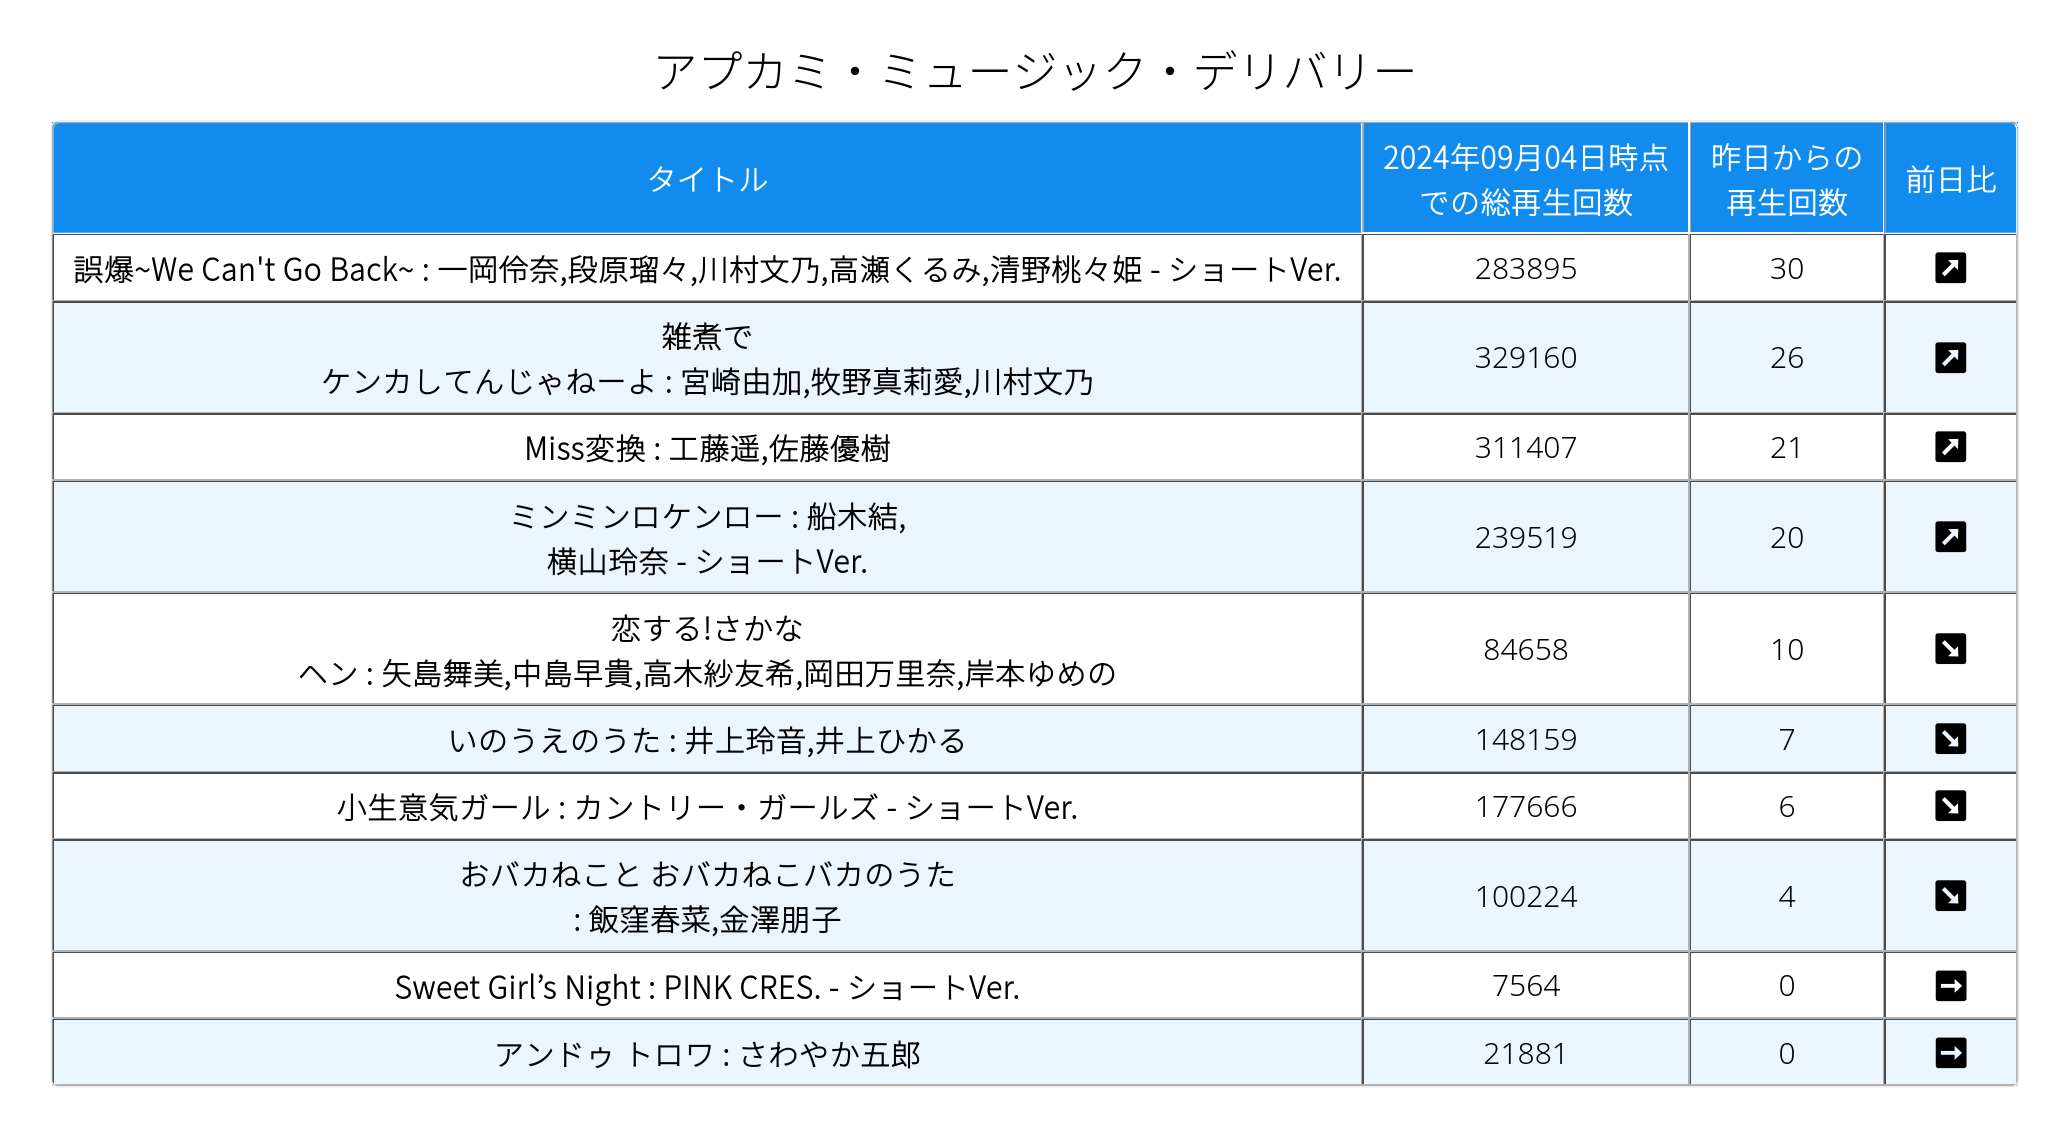 アプカミ・ミュージック・デリバリー
タイトル
2024年09月04日時点
での総再生回数
昨日からの
再生回数
前日比
誤爆~We Can't Go Back~ : 一岡伶奈,段原瑠々,川村文乃,高瀬くるみ,清野桃々姫 - ショートVer.
283895
30
雑煮で
ケンカしてんじゃねーよ : 宮崎由加,牧野真莉愛,川村文乃
329160
26
Miss変換 : 工藤遥,佐藤優樹
311407
21
ミンミンロケンロー : 船木結,
横山玲奈 - ショートVer.
239519
20
恋する!さかな
ヘン : 矢島舞美,中島早貴,高木紗友希,岡田万里奈,岸本ゆめの
84658
10
いのうえのうた : 井上玲音,井上ひかる
148159
7
小生意気ガール : カントリー・ガールズ - ショートVer.
177666
6
おバカねこと おバカねこバカのうた
: 飯窪春菜,金澤朋子
100224
4
Sweet Girl’s Night : PINK CRES. - ショートVer.
7564
0
アンドゥ トロワ : さわやか五郎
21881
0